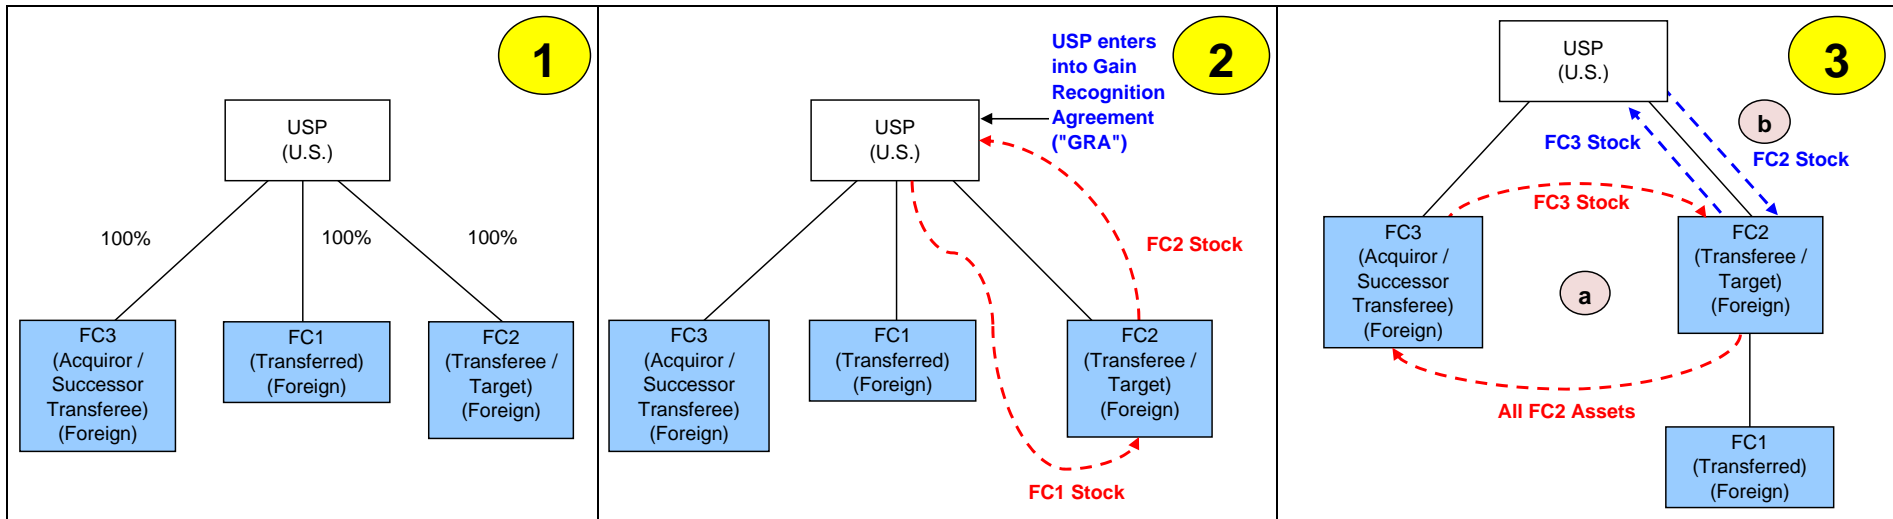 1
USP
(U.S.)
100%
100%
100%
FC3
(Acquiror /
Successor
Transferee)
(Foreign)
FC1
(Transferred)
(Foreign)
FC2
(Transferee /
Target)
(Foreign)
2
USP enters
into Gain
Recognition
Agreement
("GRA")
USP
(U.S.)
FC2 Stock
FC3
(Acquiror /
Successor
Transferee)
(Foreign)
FC1
(Transferred)
(Foreign)
FC2
(Transferee /
Target)
(Foreign)
FC1 Stock
3
USP
(U.S.)
b
FC3 Stock
FC2 Stock
FC3 Stock
FC3
(Acquiror /
Successor
Transferee)
(Foreign)
a
FC2
(Transferee /
Target)
(Foreign)
All FC2 Assets
FC1
(Transferred)
(Foreign)